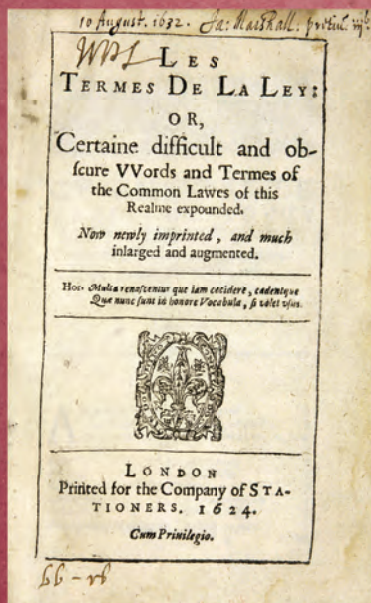 10 August. 1632. Ja: Marshall. pretiu
LES
TERMES DE LA LEY:
OR,
Certaine difficult and ob-
scure VVords and Termes of
the Common Lawes of this
Realme expounded.
Now newly imprinted, and much
inlarged and augmented.
Hor. Multa renascentur que iam cecidere, cadentque
Quæ nunc sunt in honore Vocabula, si volet vsus.
LONDON
Printed for the Company of STA-
TIONERS. 1624.
Cum Priuilegio.